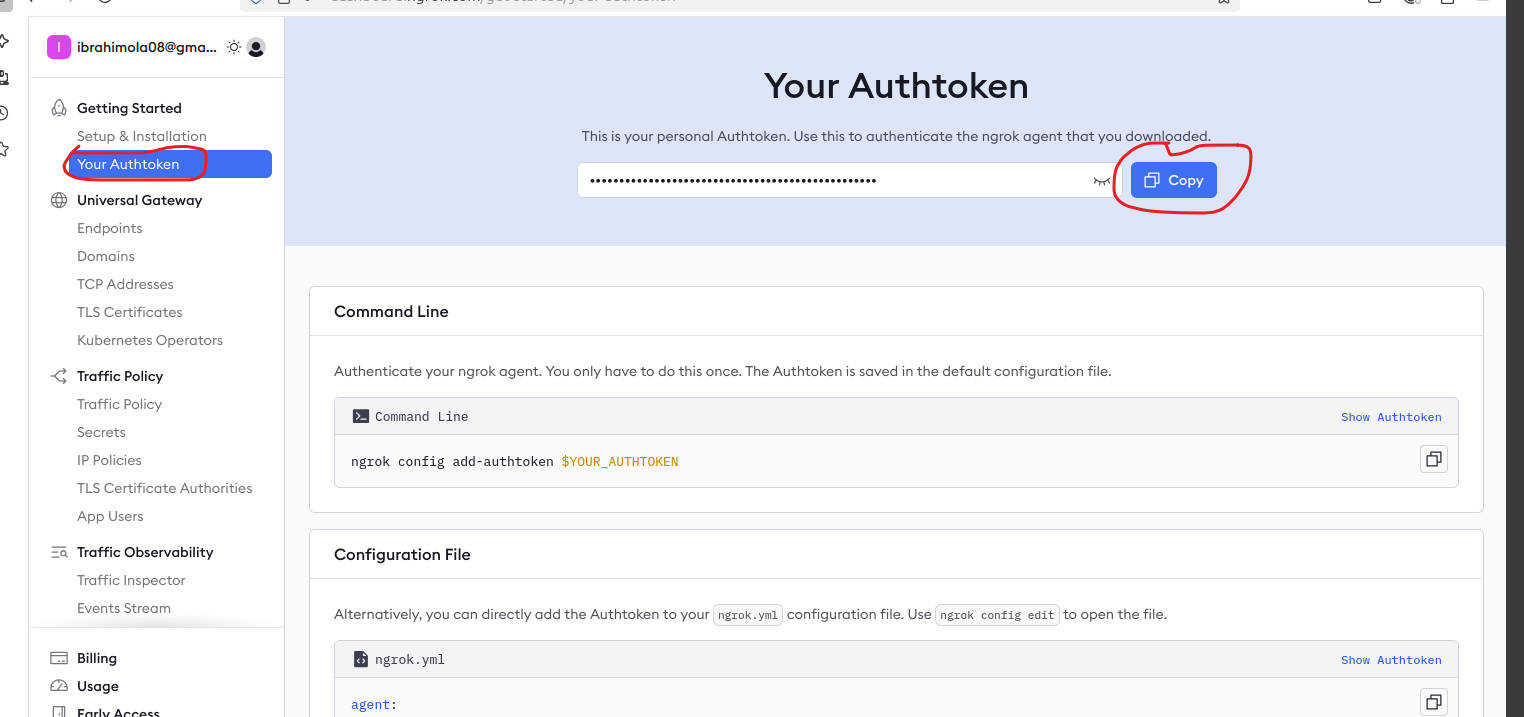 I ibrahimola08@gma...
Getting Started
Setup & Installation
Your Authtoken
Universal Gateway
Endpoints
Domains
TCP Addresses
TLS Certificates
Kubernetes Operators
Traffic Policy
Traffic Policy
Secrets
IP Policies
TLS Certificate Authorities
App Users
Traffic Observability
Traffic Inspector
Events Stream
Billing
Usage
Early Access
Your Authtoken
This is your personal Authtoken. Use this to authenticate the ngrok agent that you downloaded.
Copy
Command Line
Authenticate your ngrok agent. You only have to do this once. The Authtoken is saved in the default configuration file.
Command Line Show Authtoken
ngrok config add-authtoken $YOUR_AUTHTOKEN
Configuration File
Alternatively, you can directly add the Authtoken to your ngrok.yml configuration file. Use ngrok config edit to open the file.
ngrok.yml Show Authtoken
agent: